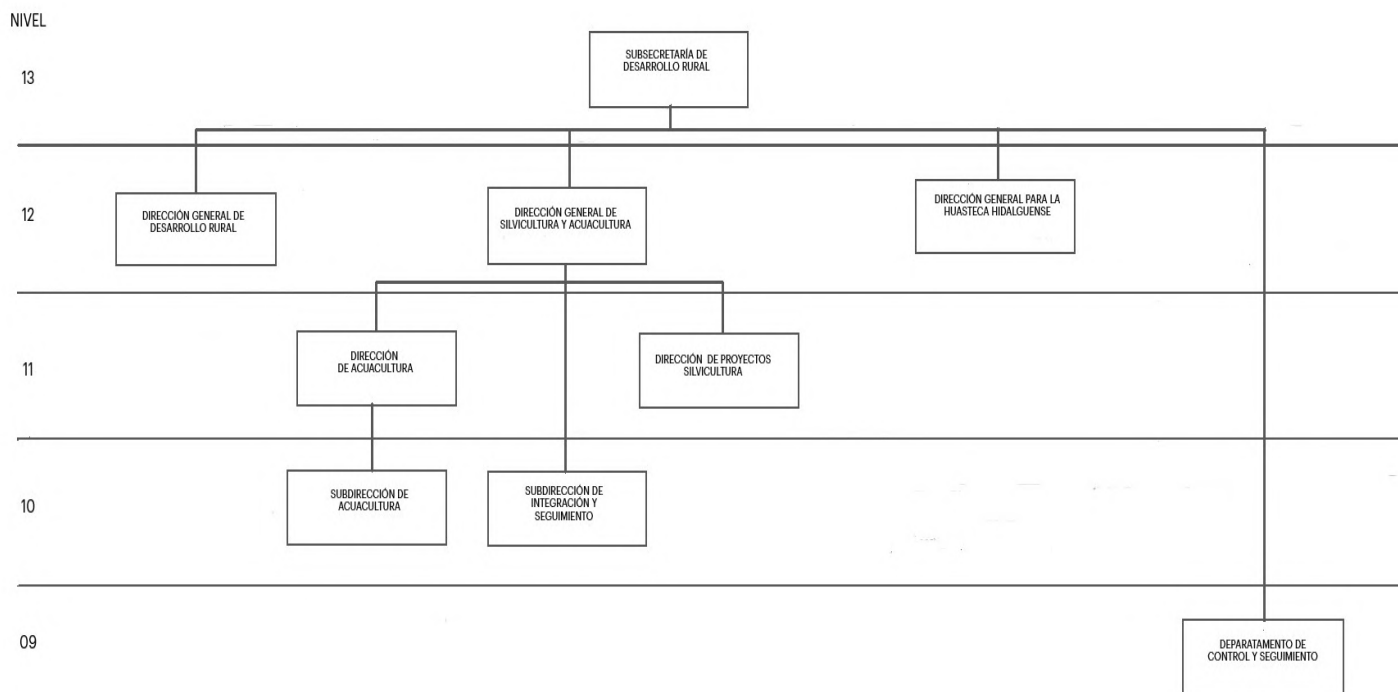 NIVEL
13
SUBSECRETARÍA DE
DESARROLLO RURAL
12
DIRECCIÓN GENERAL DE
DESARROLLO RURAL
DIRECCIÓN GENERAL DE
SILVICULTURA Y ACUACULTURA
DIRECCIÓN GENERAL PARA LA
HUASTECA HIDALGUENSE
11
DIRECCIÓN
DE ACUACULTURA
DIRECCIÓN DE PROYECTOS
SILVICULTURA
10
SUBDIRECCIÓN DE
ACUACULTURA
SUBDIRECCIÓN DE
INTEGRACIÓN Y
SEGUIMIENTO
09
DEPARATAMENTO DE
CONTROL Y SEGUIMIENTO